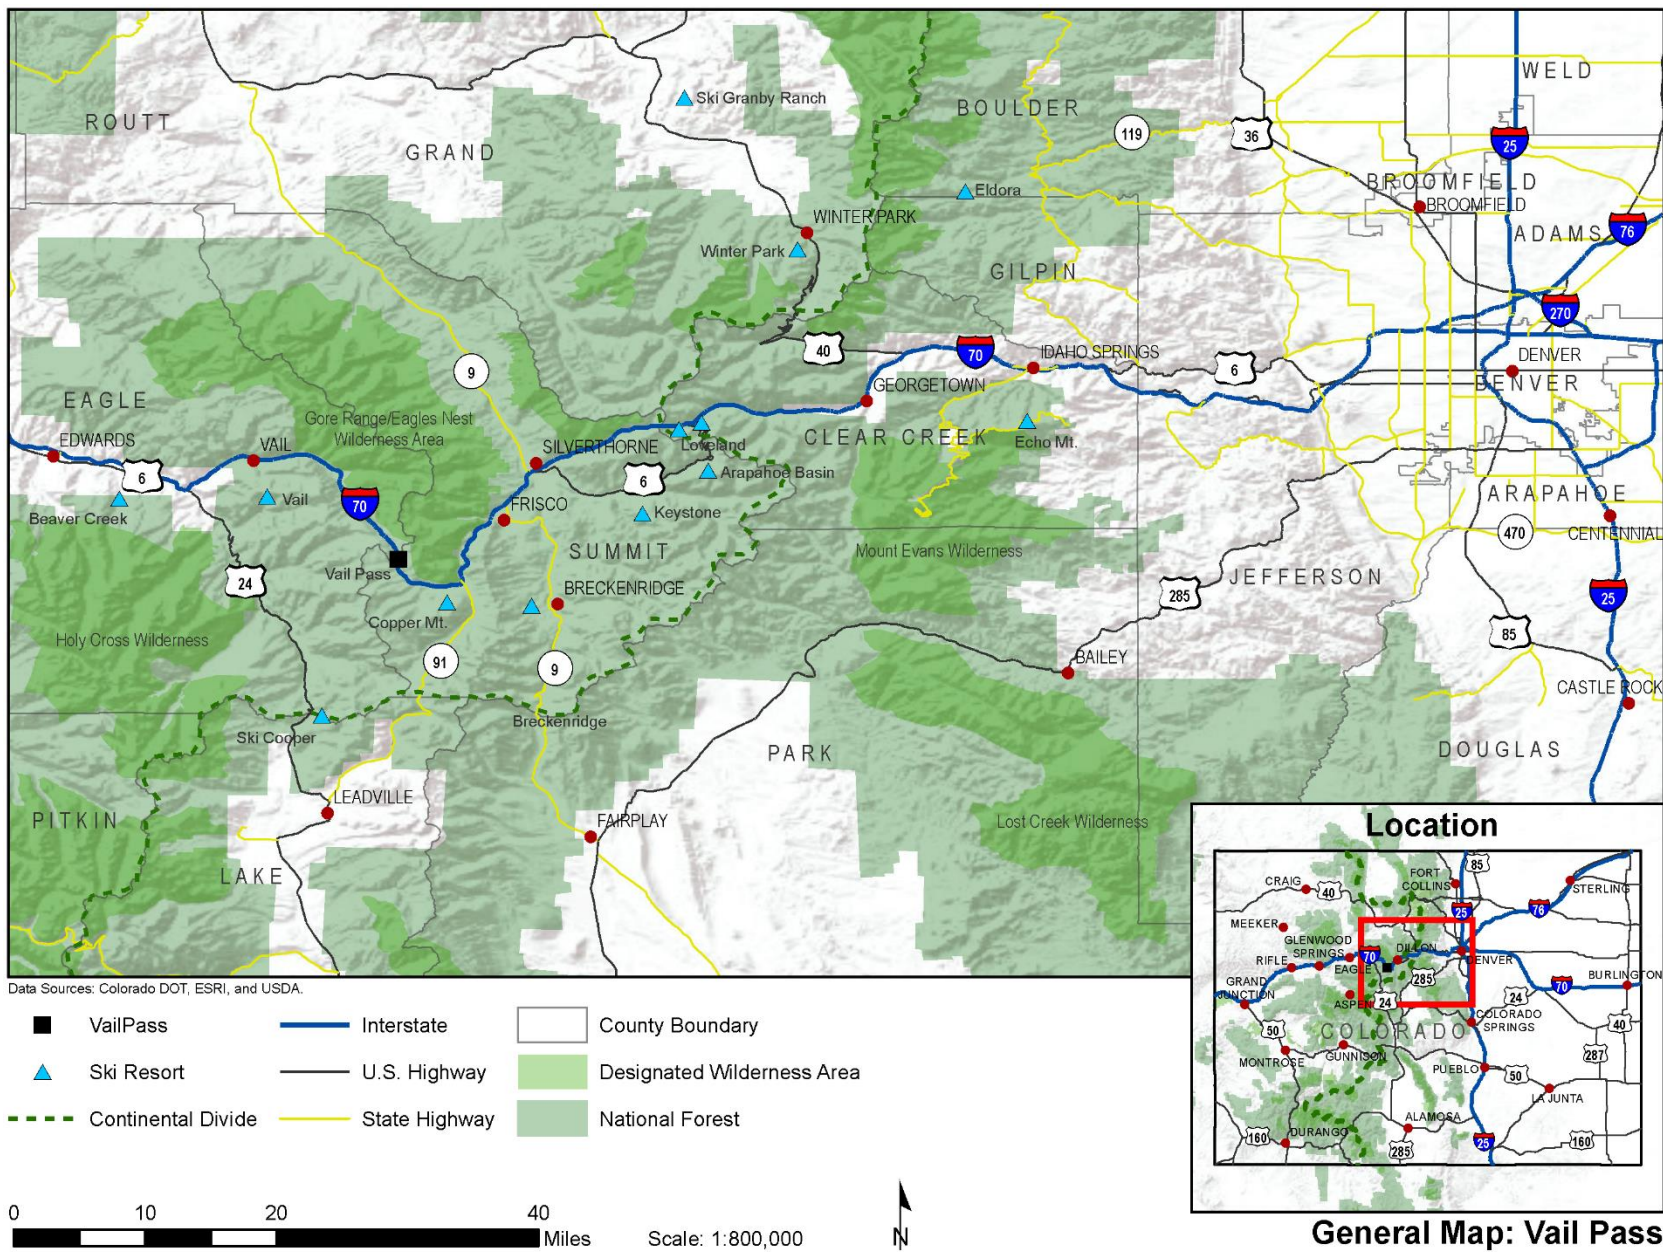 WELD
Ski Granby Ranch
BOULDER
ROUTT
119
36
25
GRAND
BROOMFIELD
Eldora
BROOMFIELD
WINTER PARK
76
ADAMS
Winter Park
GILPIN
270
40
70
IDAHO SPRINGS
DENVER
9
6
GEORGETOWN
DENVER
EAGLE
Gore Range/Eagles Nest
Wilderness Area
EDWARDS
VAIL
SILVERTHORNE
Loveland
CLEAR CREEK
Echo Mt.
6
6
Arapahoe Basin
Beaver Creek
Vail
70
FRISCO
Keystone
ARAPAHOE
470
CENTENNIAL
SUMMIT
Mount Evans Wilderness
Vail Pass
24
BRECKENRIDGE
JEFFERSON
285
25
Copper Mt.
Holy Cross Wilderness
85
91
9
BAILEY
CASTLE ROCK
Breckenridge
Ski Cooper
PARK
DOUGLAS
LEADVILLE
PITKIN
FAIRPLAY
Lost Creek Wilderness
LAKE
Location
85
FORT
COLLINS
CRAIG
40
STERLING
25
76
MEEKER
GLENWOOD
SPRINGS
DILLON
RIFLE
70
EAGLE
DENVER
285
GRAND
JUNCTION
BURLINGTON
70
ASPEN
24
24
COLORADO
SPRINGS
50
COLORADO
40
MONTROSE
GUNNISON
287
PUEBLO
50
LA JUNTA
ALAMOSA
160
DURANGO
285
25
160
Data Sources: Colorado DOT, ESRI, and USDA.
VailPass
Interstate
County Boundary
Ski Resort
U.S. Highway
Designated Wilderness Area
Continental Divide
State Highway
National Forest
0 10 20 40
Miles
Scale: 1:800,000
N
General Map: Vail Pass